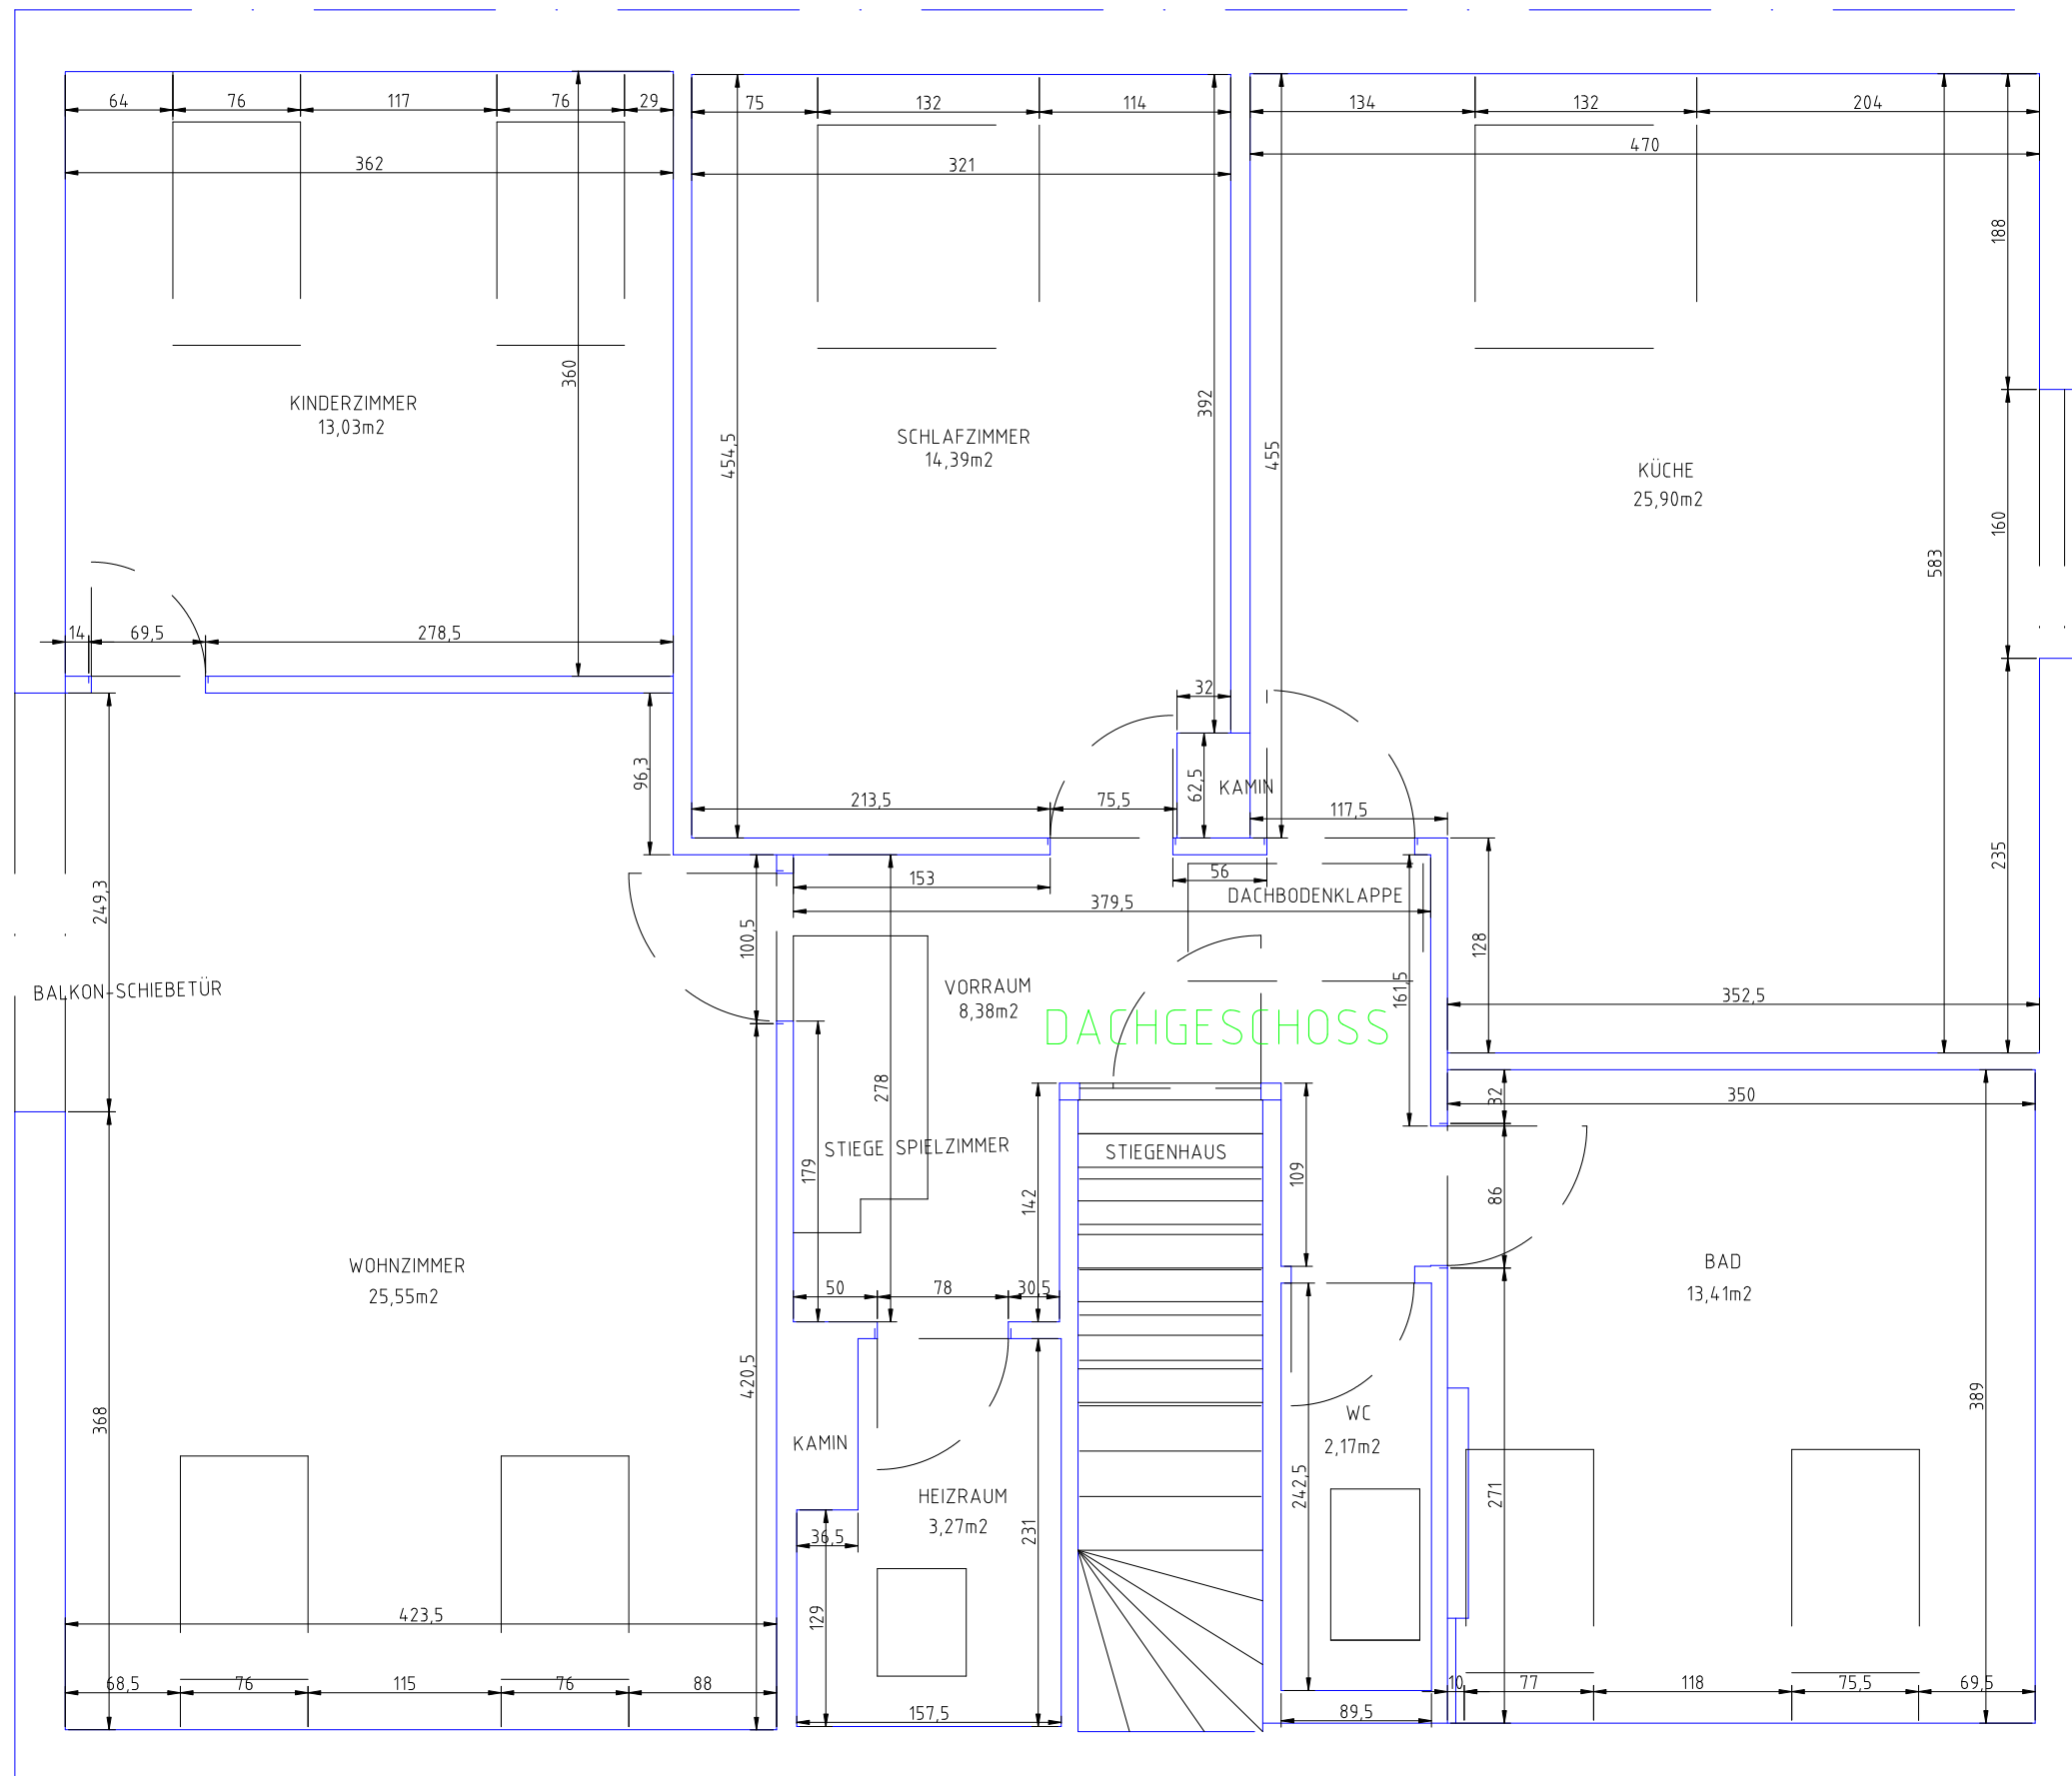 64 76 117 76 29
75 132 114
134 132 204
362
321
470
188
360
392
454,5
455
KINDERZIMMER
13,03m2
SCHLAFZIMMER
14,39m2
KÜCHE
25,90m2
160
583
14 69,5 278,5
32
96,3
62,5
KAMIN
213,5 75,5
117,5
235
249,3
153
56
DACHBODENKLAPPE
379,5
100,5
128
161,5
BALKON-SCHIEBETÜR
VORRAUM
8,38m2
352,5
DACHGESCHOSS
278
32
350
179
STIEGE SPIELZIMMER
STIEGENHAUS
142
109
86
WOHNZIMMER
25,55m2
50 78 30,5
BAD
13,41m2
420,5
368
389
KAMIN
WC
2,17m2
242,5
271
HEIZRAUM
3,27m2
36,5
231
129
423,5
68,5 76 115 76 88
157,5
89,5
10 77 118 75,5 69,5